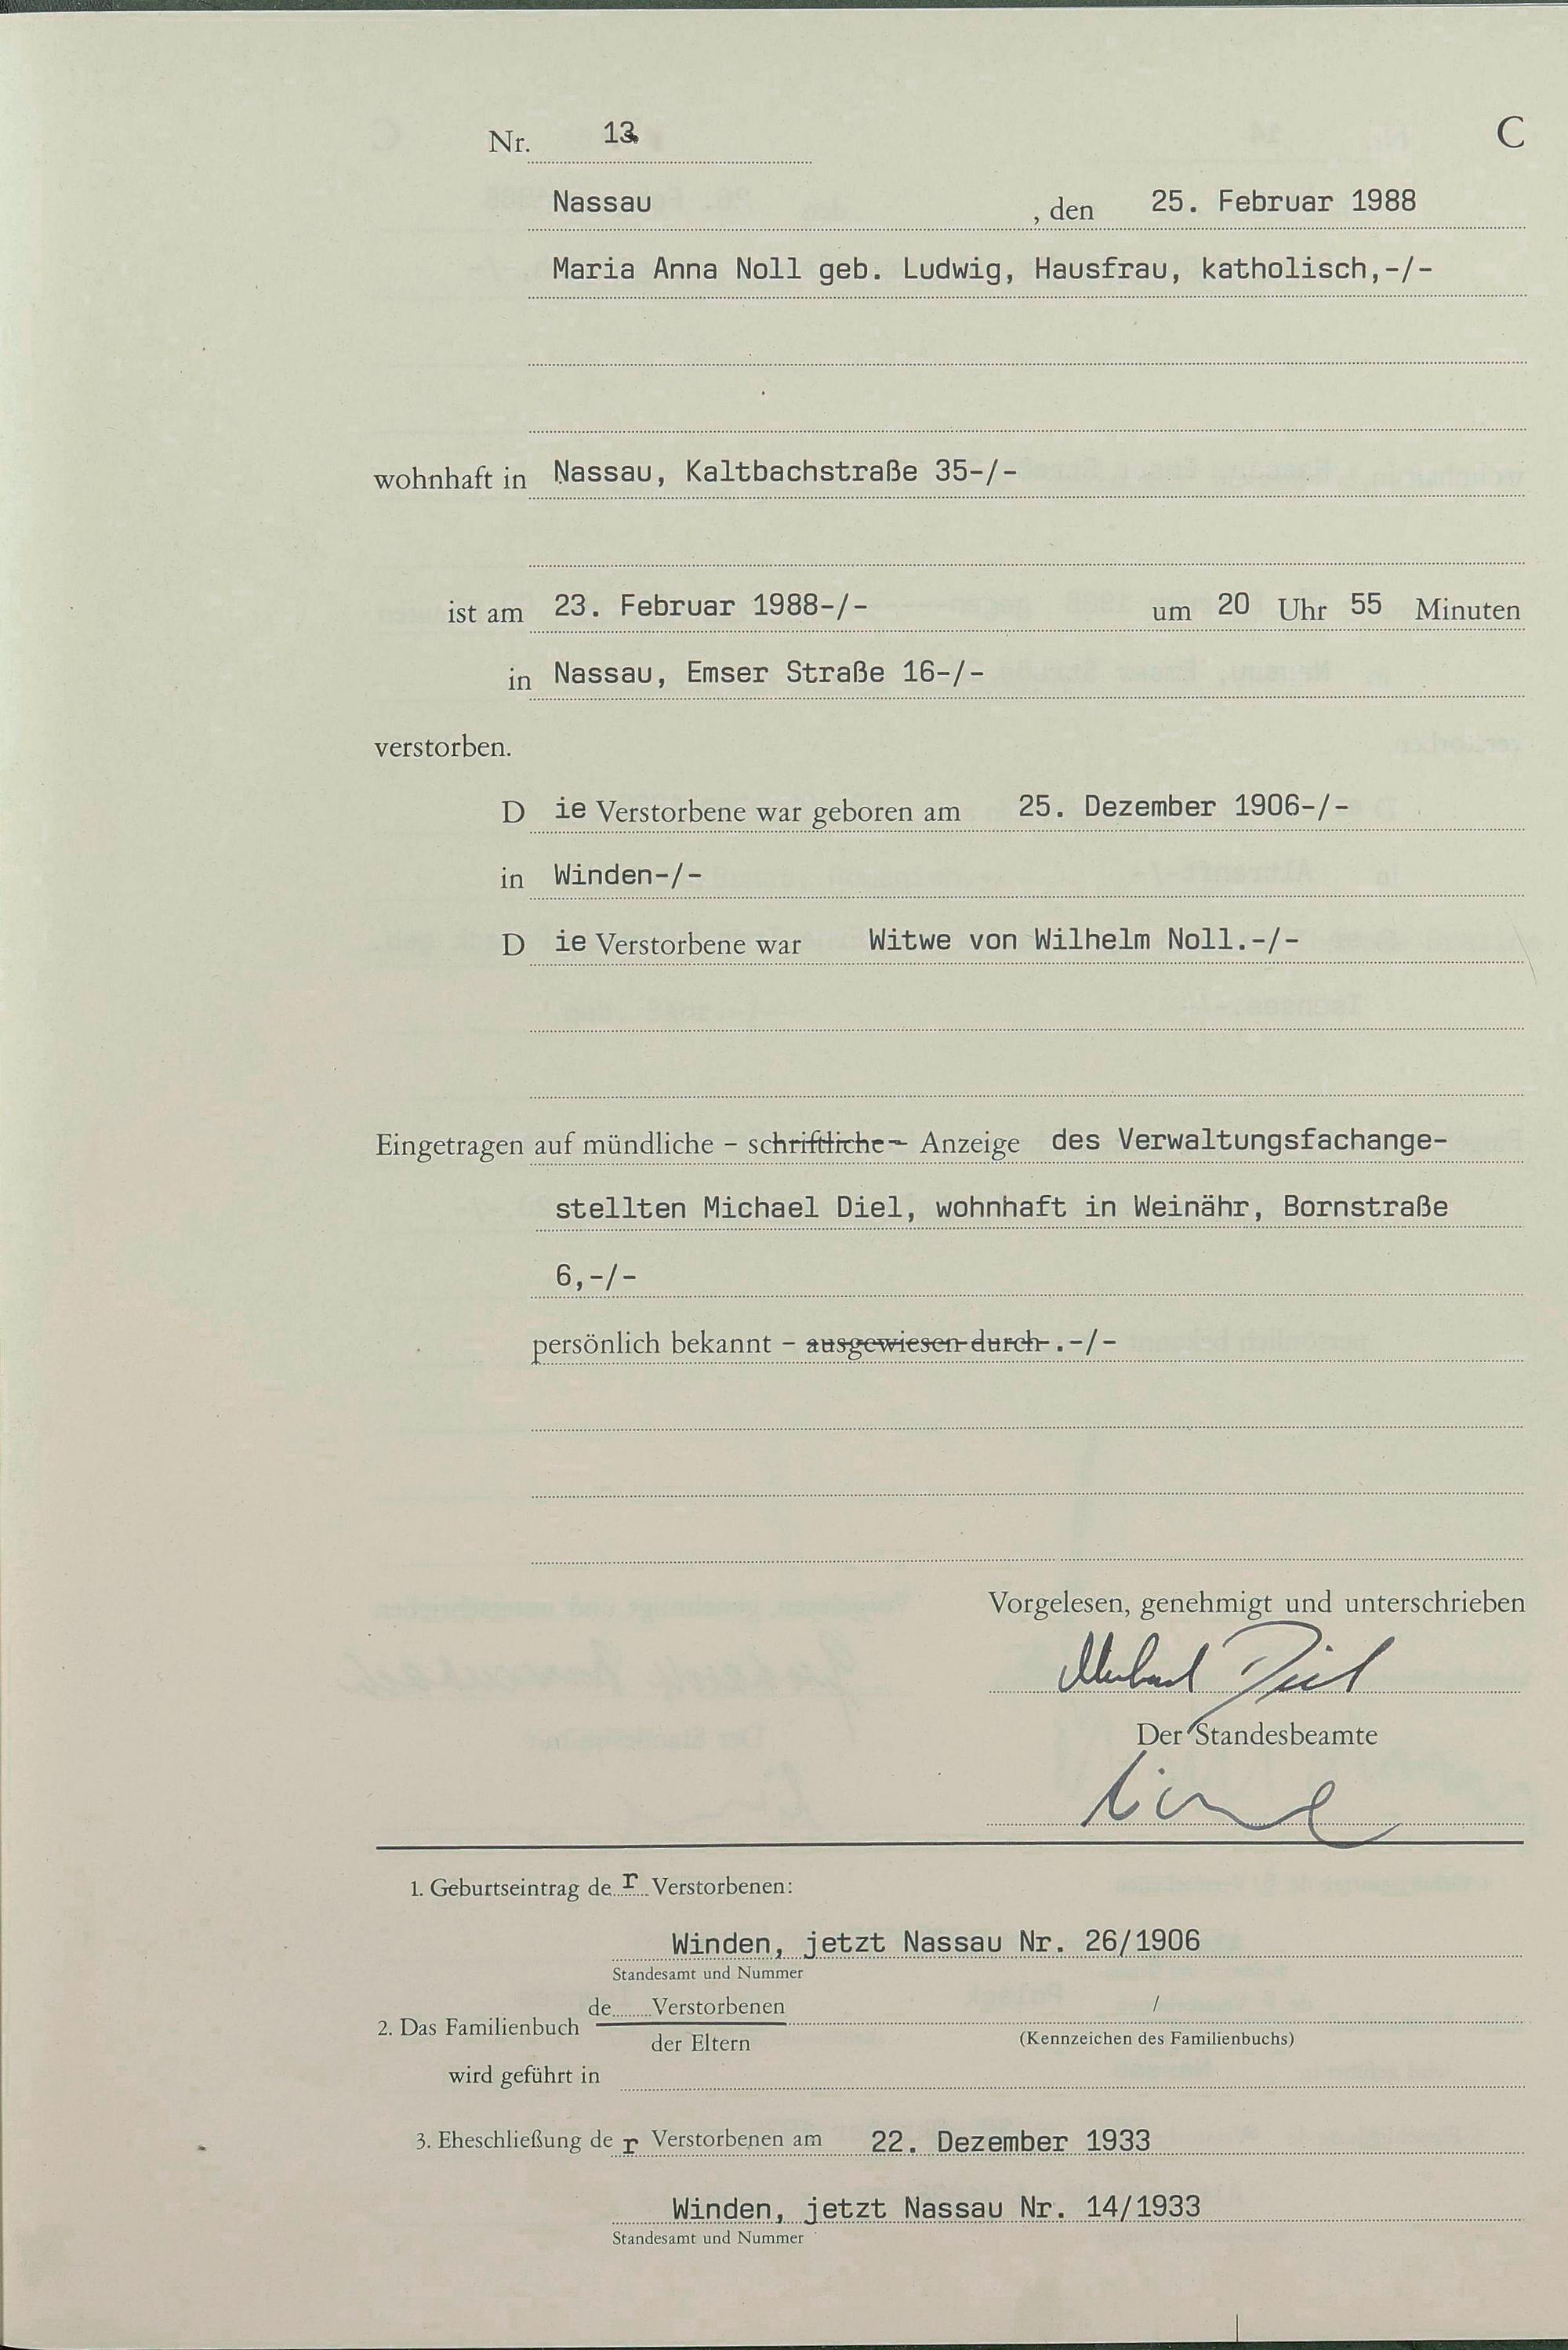 Nr. 13 C
Nassau , den 25. Februar 1988
Maria Anna Noll geb. Ludwig, Hausfrau, katholisch,-/-
wohnhaft in Nassau, Kaltbachstraße 35-/-
ist am 23. Februar 1988-/- um 20 Uhr 55 Minuten
in Nassau, Emser Straße 16-/-
verstorben.
D ie Verstorbene war geboren am 25. Dezember 1906-/-
in Winden-/-
D ie Verstorbene war Witwe von Wilhelm Noll.-/-
Eingetragen auf mündliche – schriftliche – Anzeige des Verwaltungsfachange-
stellten Michael Diel, wohnhaft in Weinähr, Bornstraße
6,-/-
persönlich bekannt – ausgewiesen durch .-/-
Vorgelesen, genehmigt und unterschrieben
Michael Diel
Der Standesbeamte
1. Geburtseintrag de r Verstorbenen:
Winden, jetzt Nassau Nr. 26/1906
Standesamt und Nummer
de Verstorbenen /
2. Das Familienbuch
der Eltern (Kennzeichen des Familienbuchs)
wird geführt in
3. Eheschließung de r Verstorbenen am 22. Dezember 1933
Winden, jetzt Nassau Nr. 14/1933
Standesamt und Nummer